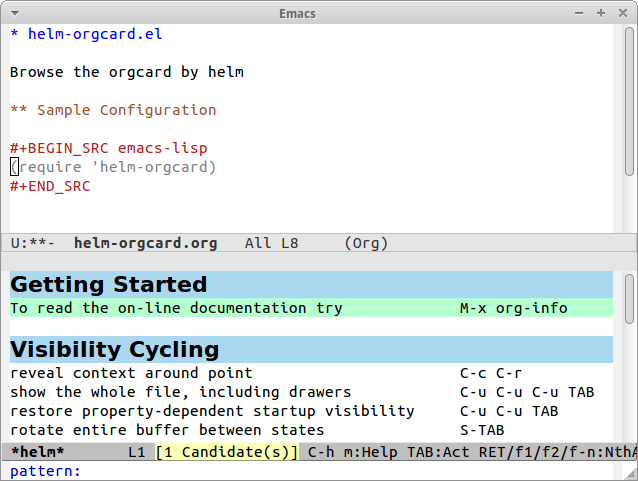 Emacs
* helm-orgcard.el
Browse the orgcard by helm
** Sample Configuration
#+BEGIN_SRC emacs-lisp
(require 'helm-orgcard)
#+END_SRC
U:**-  helm-orgcard.org   All L8     (Org)
Getting Started
To read the on-line documentation try M-x org-info
Visibility Cycling
reveal context around point C-c C-r
show the whole file, including drawers C-u C-u C-u TAB
restore property-dependent startup visibility C-u C-u TAB
rotate entire buffer between states S-TAB
*helm*       L1 [1 Candidate(s)] C-h m:Help TAB:Act RET/f1/f2/f-n:NthA
pattern: